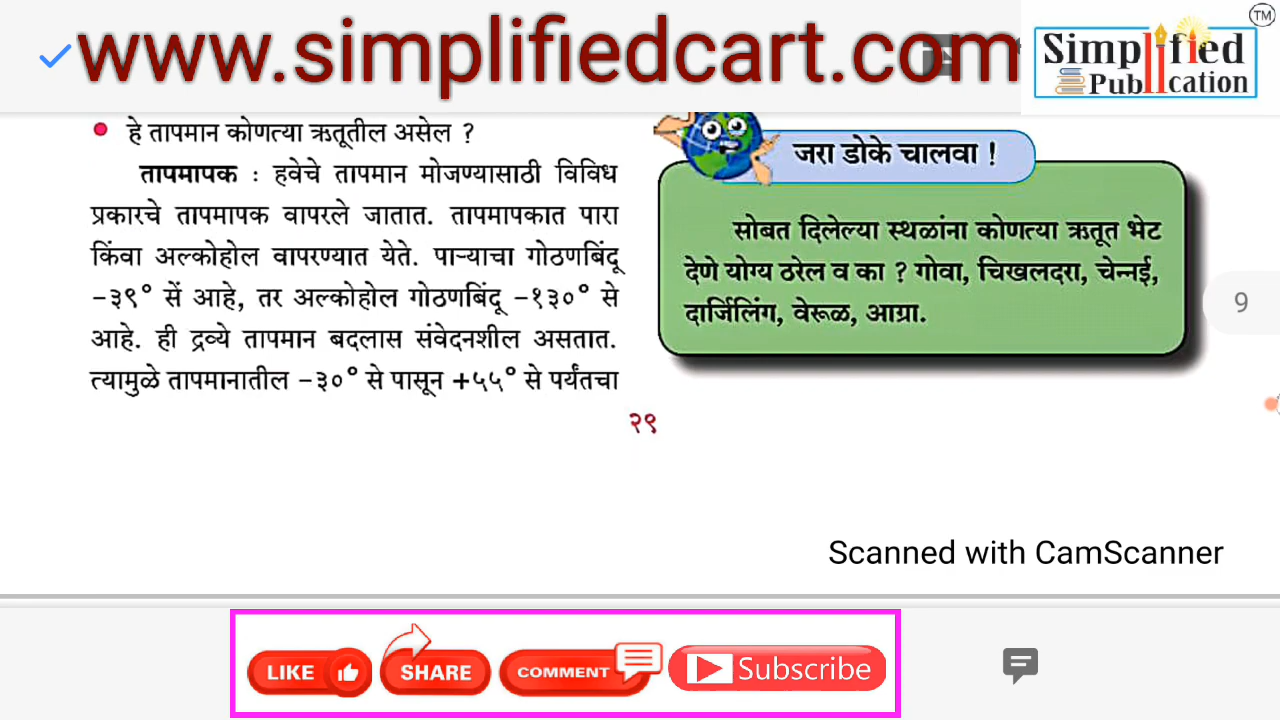 www.simplifiedcart.com
Simplified
Publication
TM
हे तापमान कोणत्या ऋतूतील असेल ?
तापमापक : हवेचे तापमान मोजण्यासाठी विविध
प्रकारचे तापमापक वापरले जातात. तापमापकात पारा
किंवा अल्कोहोल वापरण्यात येते. पाऱ्याचा गोठणबिंदू
-३९° सें आहे, तर अल्कोहोल गोठणबिंदू -१३०° से
आहे. ही द्रव्ये तापमान बदलास संवेदनशील असतात.
त्यामुळे तापमानातील -३०° से पासून +५५° से पर्यंतचा
जरा डोके चालवा !
सोबत दिलेल्या स्थळांना कोणत्या ऋतूत भेट
देणे योग्य ठरेल व का ? गोवा, चिखलदरा, चेन्नई,
दार्जिलिंग, वेरूळ, आग्रा.
9
२९
Scanned with CamScanner
LIKE
SHARE
COMMENT
Subscribe